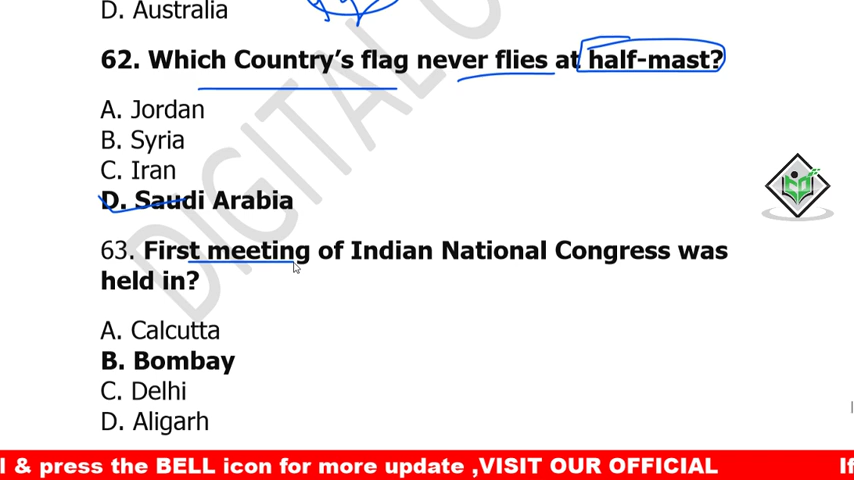 D. Australia
62. Which Country's flag never flies at half-mast?
A. Jordan
B. Syria
C. Iran
D. Saudi Arabia
63. First meeting of Indian National Congress was
held in?
A. Calcutta
B. Bombay
C. Delhi
D. Aligarh
DIGITAL
l & press the BELL icon for more update ,VISIT OUR OFFICIAL If